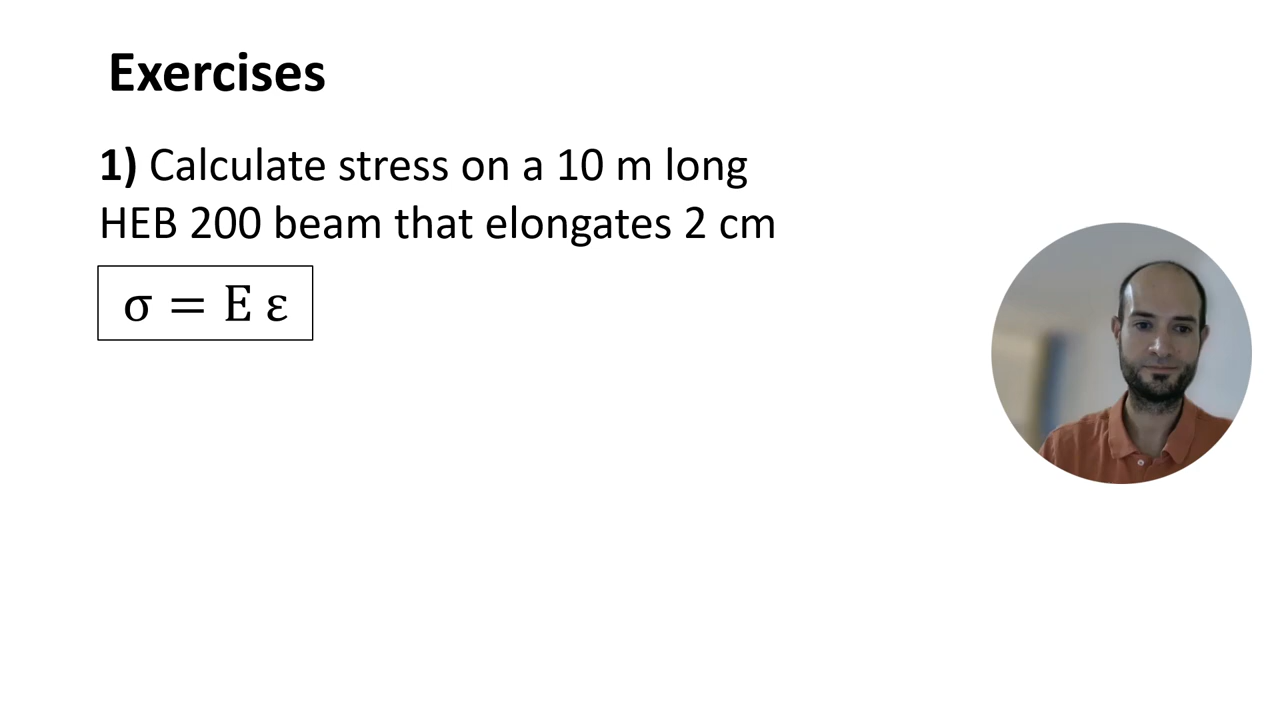 Exercises
1) Calculate stress on a 10 m long
HEB 200 beam that elongates 2 cm
σ = E ε